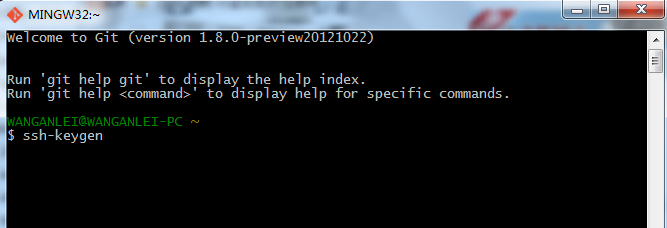 MINGW32:~
Welcome to Git (version 1.8.0-preview20121022)
Run 'git help git' to display the help index.
Run 'git help <command>' to display help for specific commands.
WANGANLEI@WANGANLEI-PC ~
$ ssh-keygen